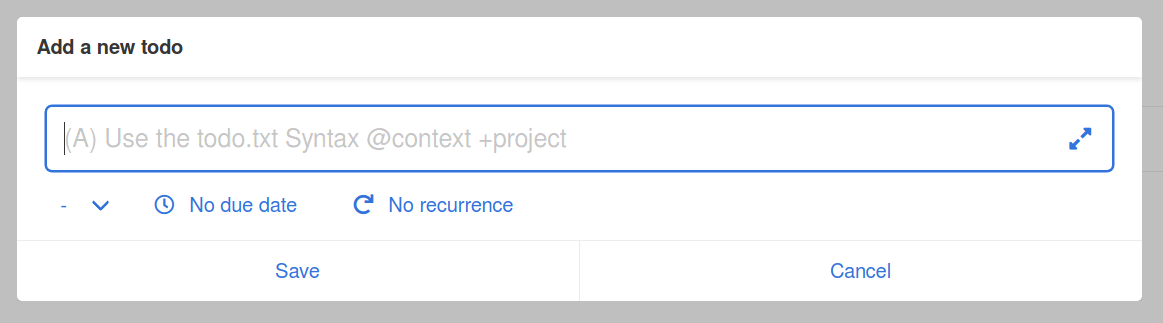 Add a new todo
(A) Use the todo.txt Syntax @context +project
- No due date No recurrence
Save Cancel